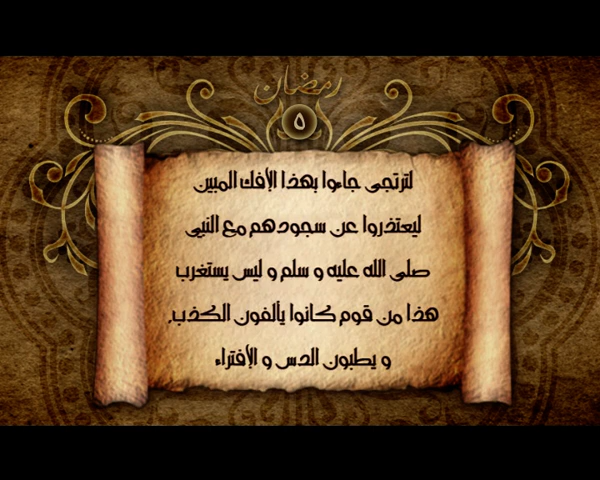 رمضان
٥
لترتجى جاءوا بهذا الأفك المبين
ليعتذروا عن سجودهم مع النبى
صلى الله عليه و سلم و ليس يستغرب
هذا من قوم كانوا يألفون الكذب,
و يطبون الدس و الأفتراء